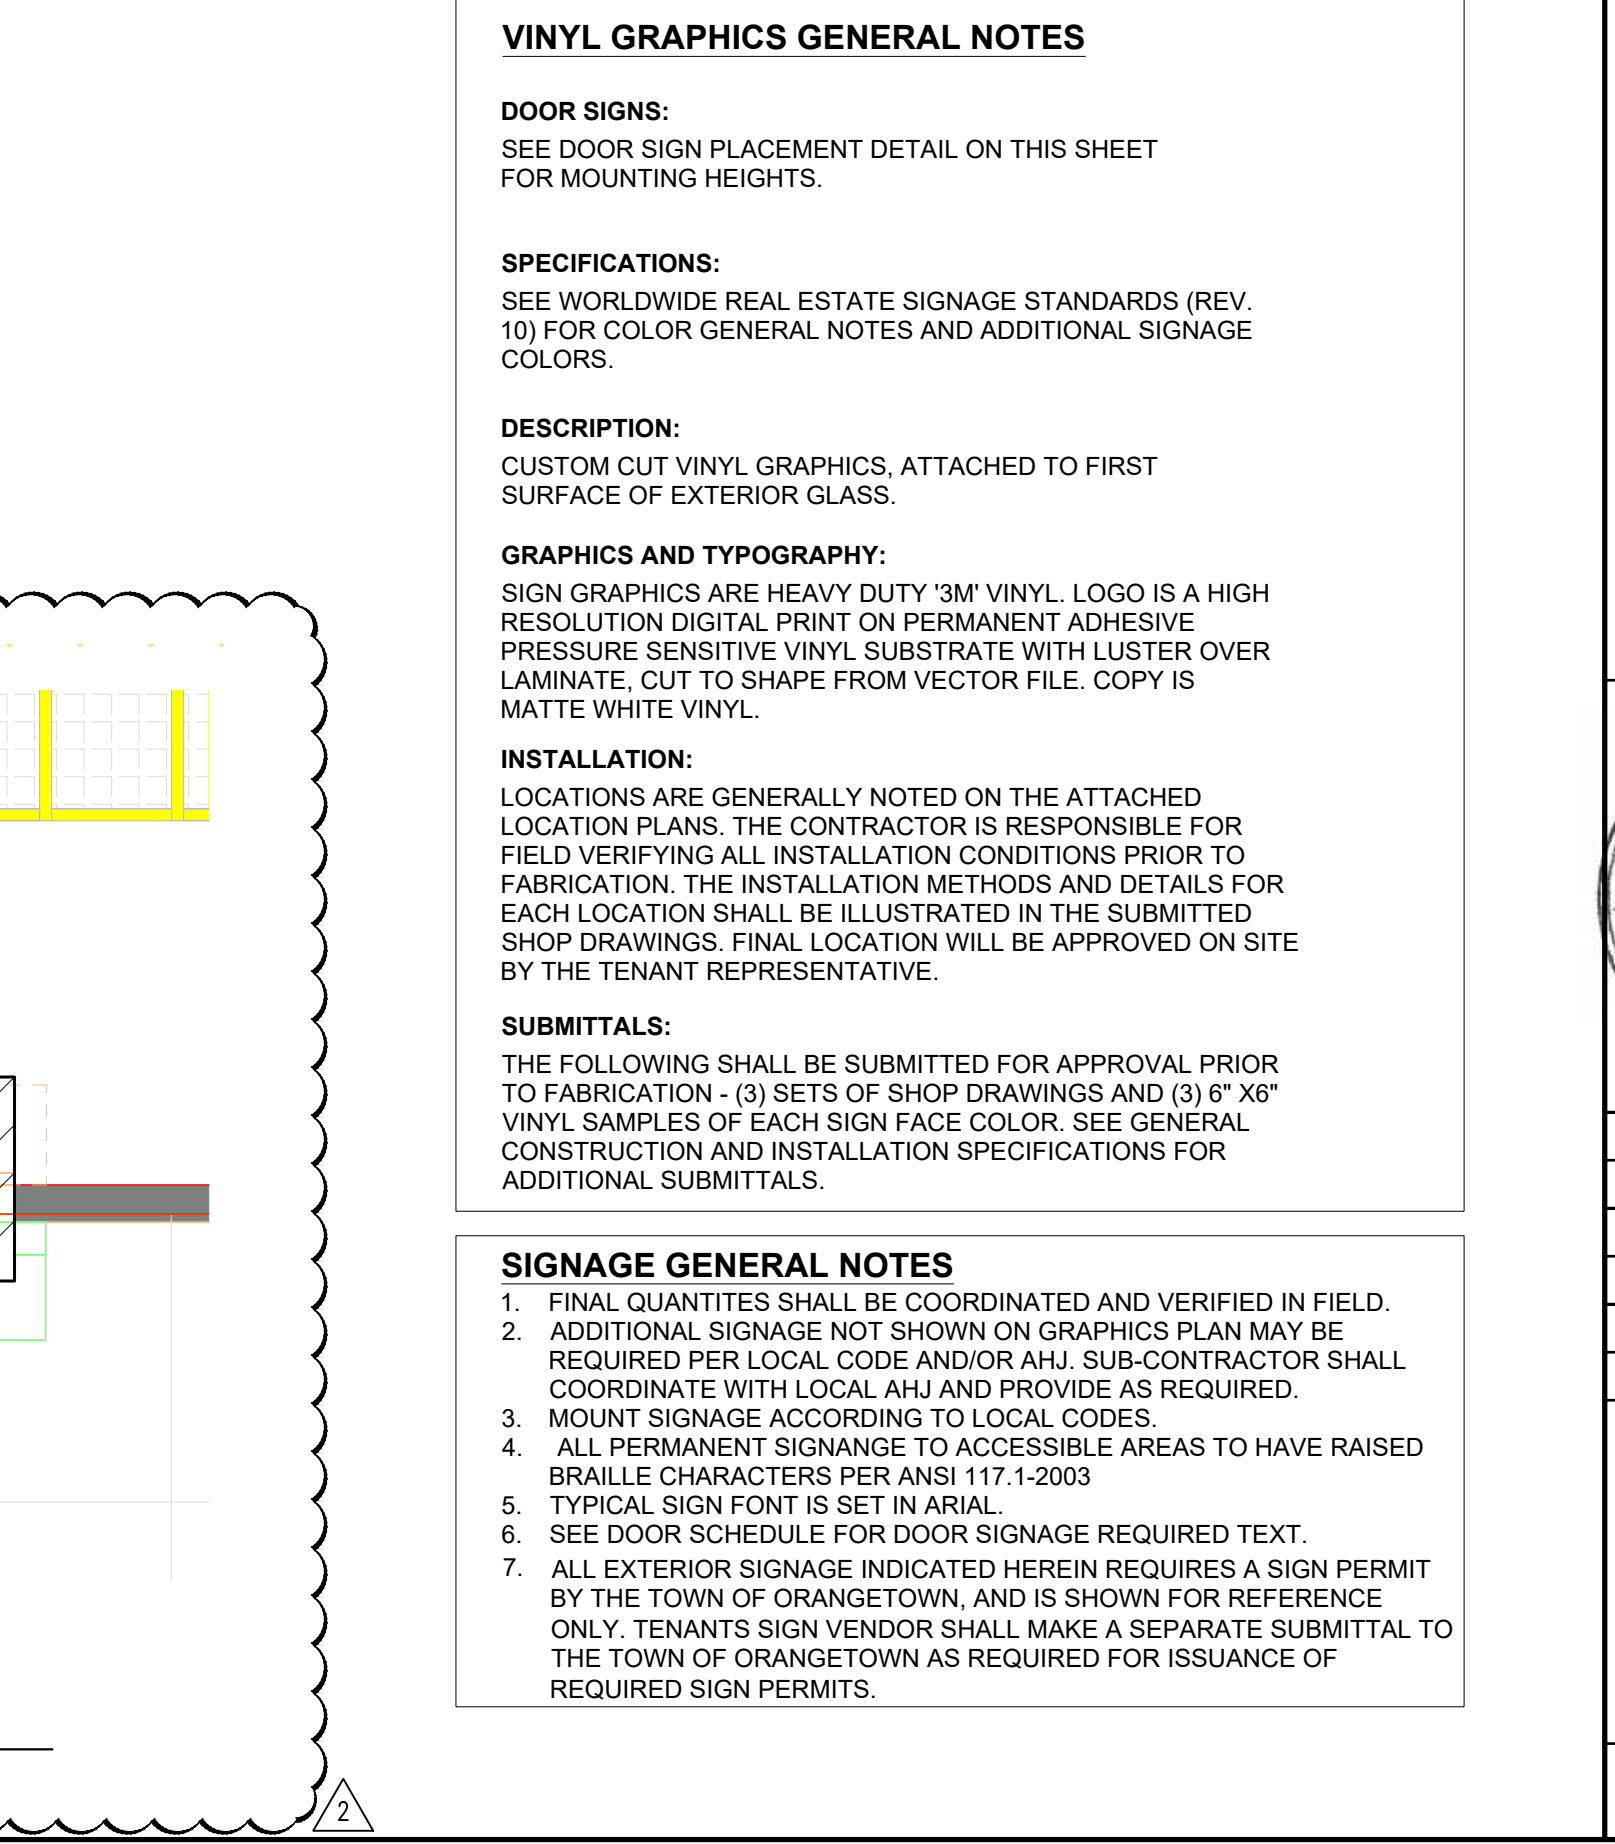 VINYL GRAPHICS GENERAL NOTES
DOOR SIGNS:
SEE DOOR SIGN PLACEMENT DETAIL ON THIS SHEET
FOR MOUNTING HEIGHTS.
SPECIFICATIONS:
SEE WORLDWIDE REAL ESTATE SIGNAGE STANDARDS (REV.
10) FOR COLOR GENERAL NOTES AND ADDITIONAL SIGNAGE
COLORS.
DESCRIPTION:
CUSTOM CUT VINYL GRAPHICS, ATTACHED TO FIRST
SURFACE OF EXTERIOR GLASS.
GRAPHICS AND TYPOGRAPHY:
SIGN GRAPHICS ARE HEAVY DUTY '3M' VINYL. LOGO IS A HIGH
RESOLUTION DIGITAL PRINT ON PERMANENT ADHESIVE
PRESSURE SENSITIVE VINYL SUBSTRATE WITH LUSTER OVER
LAMINATE, CUT TO SHAPE FROM VECTOR FILE. COPY IS
MATTE WHITE VINYL.
INSTALLATION:
LOCATIONS ARE GENERALLY NOTED ON THE ATTACHED
LOCATION PLANS. THE CONTRACTOR IS RESPONSIBLE FOR
FIELD VERIFYING ALL INSTALLATION CONDITIONS PRIOR TO
FABRICATION. THE INSTALLATION METHODS AND DETAILS FOR
EACH LOCATION SHALL BE ILLUSTRATED IN THE SUBMITTED
SHOP DRAWINGS. FINAL LOCATION WILL BE APPROVED ON SITE
BY THE TENANT REPRESENTATIVE.
SUBMITTALS:
THE FOLLOWING SHALL BE SUBMITTED FOR APPROVAL PRIOR
TO FABRICATION - (3) SETS OF SHOP DRAWINGS AND (3) 6" X6"
VINYL SAMPLES OF EACH SIGN FACE COLOR. SEE GENERAL
CONSTRUCTION AND INSTALLATION SPECIFICATIONS FOR
ADDITIONAL SUBMITTALS.
SIGNAGE GENERAL NOTES
1. FINAL QUANTITES SHALL BE COORDINATED AND VERIFIED IN FIELD.
2. ADDITIONAL SIGNAGE NOT SHOWN ON GRAPHICS PLAN MAY BE
REQUIRED PER LOCAL CODE AND/OR AHJ. SUB-CONTRACTOR SHALL
COORDINATE WITH LOCAL AHJ AND PROVIDE AS REQUIRED.
3. MOUNT SIGNAGE ACCORDING TO LOCAL CODES.
4. ALL PERMANENT SIGNANGE TO ACCESSIBLE AREAS TO HAVE RAISED
BRAILLE CHARACTERS PER ANSI 117.1-2003
5. TYPICAL SIGN FONT IS SET IN ARIAL.
6. SEE DOOR SCHEDULE FOR DOOR SIGNAGE REQUIRED TEXT.
7. ALL EXTERIOR SIGNAGE INDICATED HEREIN REQUIRES A SIGN PERMIT
BY THE TOWN OF ORANGETOWN, AND IS SHOWN FOR REFERENCE
ONLY. TENANTS SIGN VENDOR SHALL MAKE A SEPARATE SUBMITTAL TO
THE TOWN OF ORANGETOWN AS REQUIRED FOR ISSUANCE OF
REQUIRED SIGN PERMITS.
2